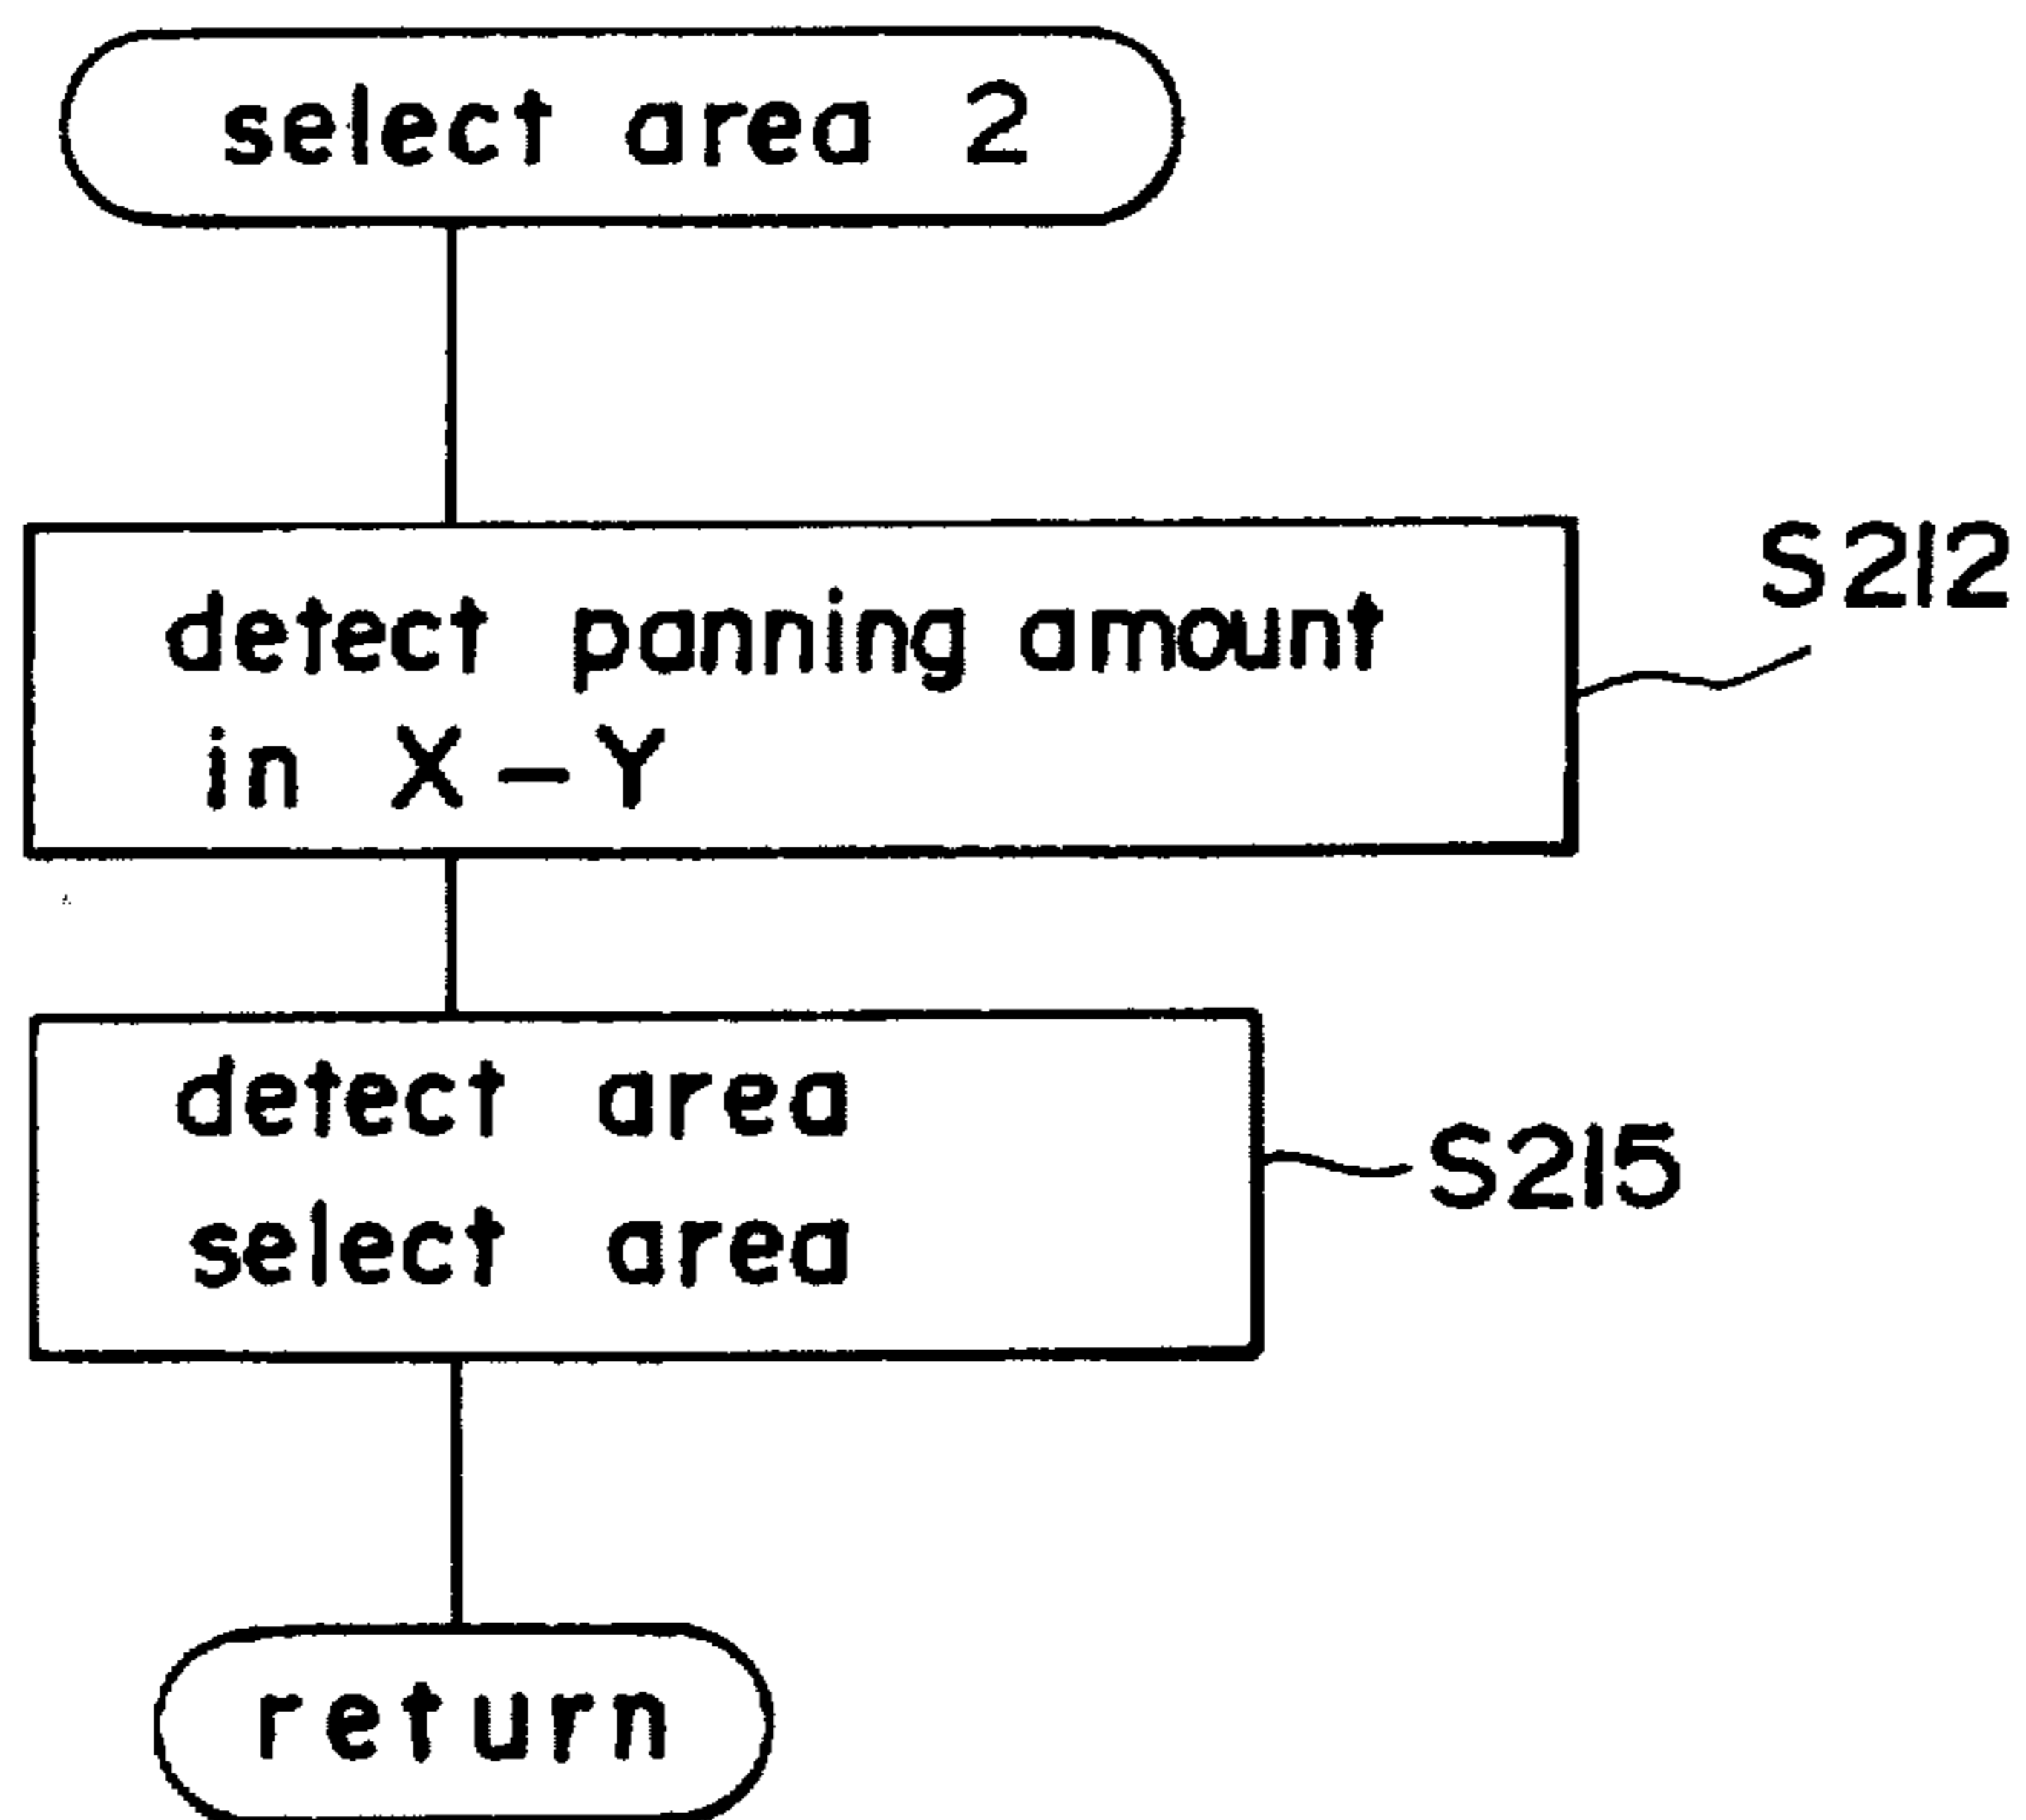 select area 2
detect panning amount
in X-Y
S212
detect area
select area
S215
return